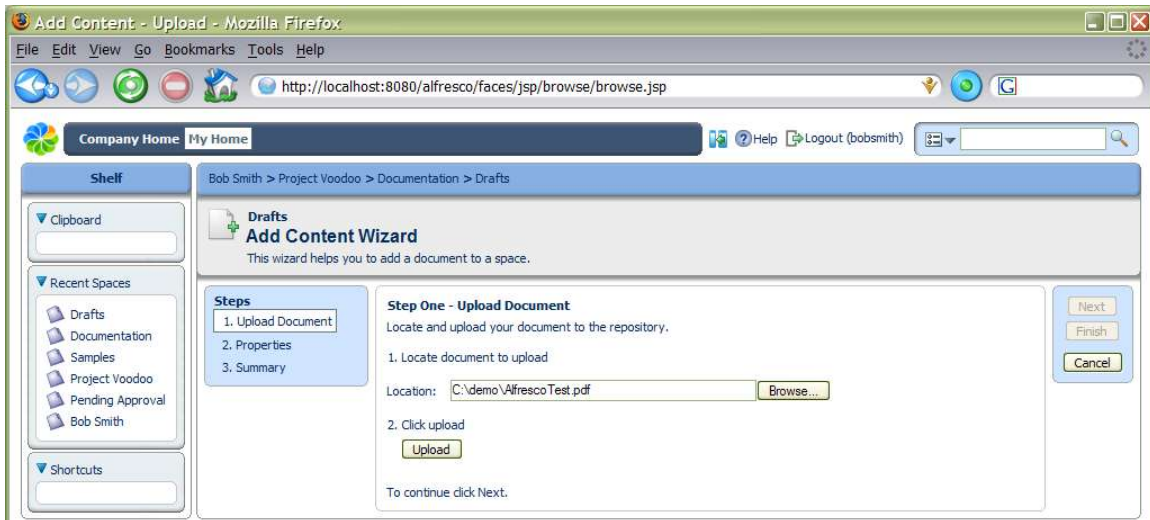 Add Content - Upload - Mozilla Firefox
File Edit View Go Bookmarks Tools Help
http://localhost:8080/alfresco/faces/jsp/browse/browse.jsp
G
Company Home My Home
Help Logout (bobsmith)
Shelf
Bob Smith > Project Voodoo > Documentation > Drafts
Clipboard
Drafts
Add Content Wizard
This wizard helps you to add a document to a space.
Recent Spaces
Drafts
Documentation
Samples
Project Voodoo
Pending Approval
Bob Smith
Shortcuts
Steps
1. Upload Document
2. Properties
3. Summary
Step One - Upload Document
Locate and upload your document to the repository.
1. Locate document to upload
Location: C:\demo\AlfrescoTest.pdf Browse...
2. Click upload
Upload
To continue click Next.
Next
Finish
Cancel